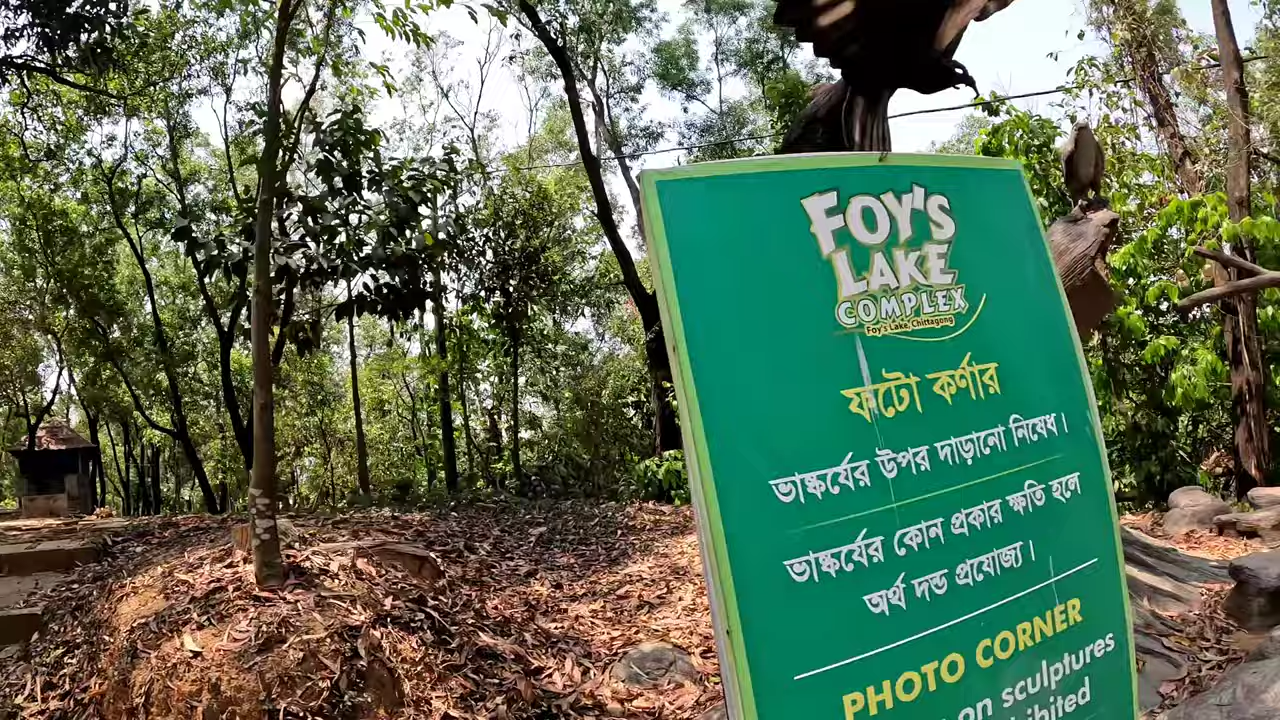 FOY'S
LAKE
COMPLEX
Foy's Lake, Chittagong
ফটো কর্ণার
ভাষ্কর্যের উপর দাড়ানো নিষেধ।
ভাষ্কর্যের কোন প্রকার ক্ষতি হলে
অর্থ দন্ড প্রযোজ্য।
PHOTO CORNER
on sculptures